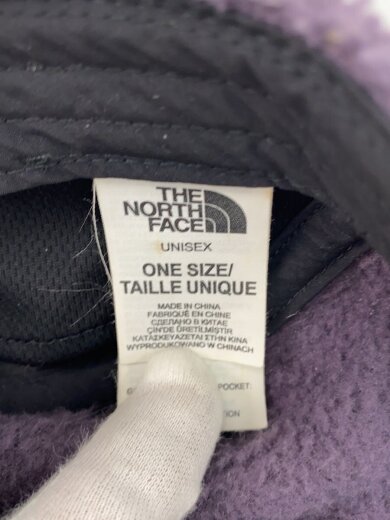 THE
NORTH
FACE
UNISEX
ONE SIZE/
TAILLE UNIQUE
MADE IN CHINA
FABRIQUÉ EN CHINE
СДЕЛАНО В КИТАЕ
ÇİN'DE ÜRETİLMİŞTİR
ΚΑΤΑΣΚΕΥΑΖΕΤΑΙ ΣΤΗΝ ΚΙΝΑ
WYPRODUKOWANO W CHINACH
POCKET: